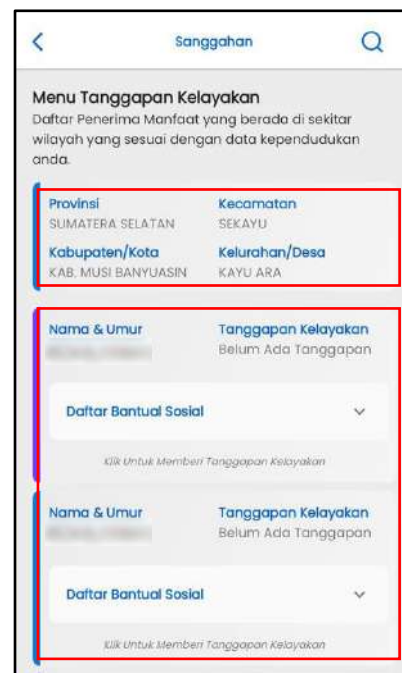 Sanggahan
Menu Tanggapan Kelayakan
Daftar Penerima Manfaat yang berada di sekitar
wilayah yang sesuai dengan data kependudukan
anda.
Provinsi Kecamatan
SUMATERA SELATAN SEKAYU
Kabupaten/Kota Kelurahan/Desa
KAB. MUSI BANYUASIN KAYU ARA
Nama & Umur Tanggapan Kelayakan
Belum Ada Tanggapan
Daftar Bantual Sosial
Klik Untuk Memberi Tanggapan Kelayakan
Nama & Umur Tanggapan Kelayakan
Belum Ada Tanggapan
Daftar Bantual Sosial
Klik Untuk Memberi Tanggapan Kelayakan